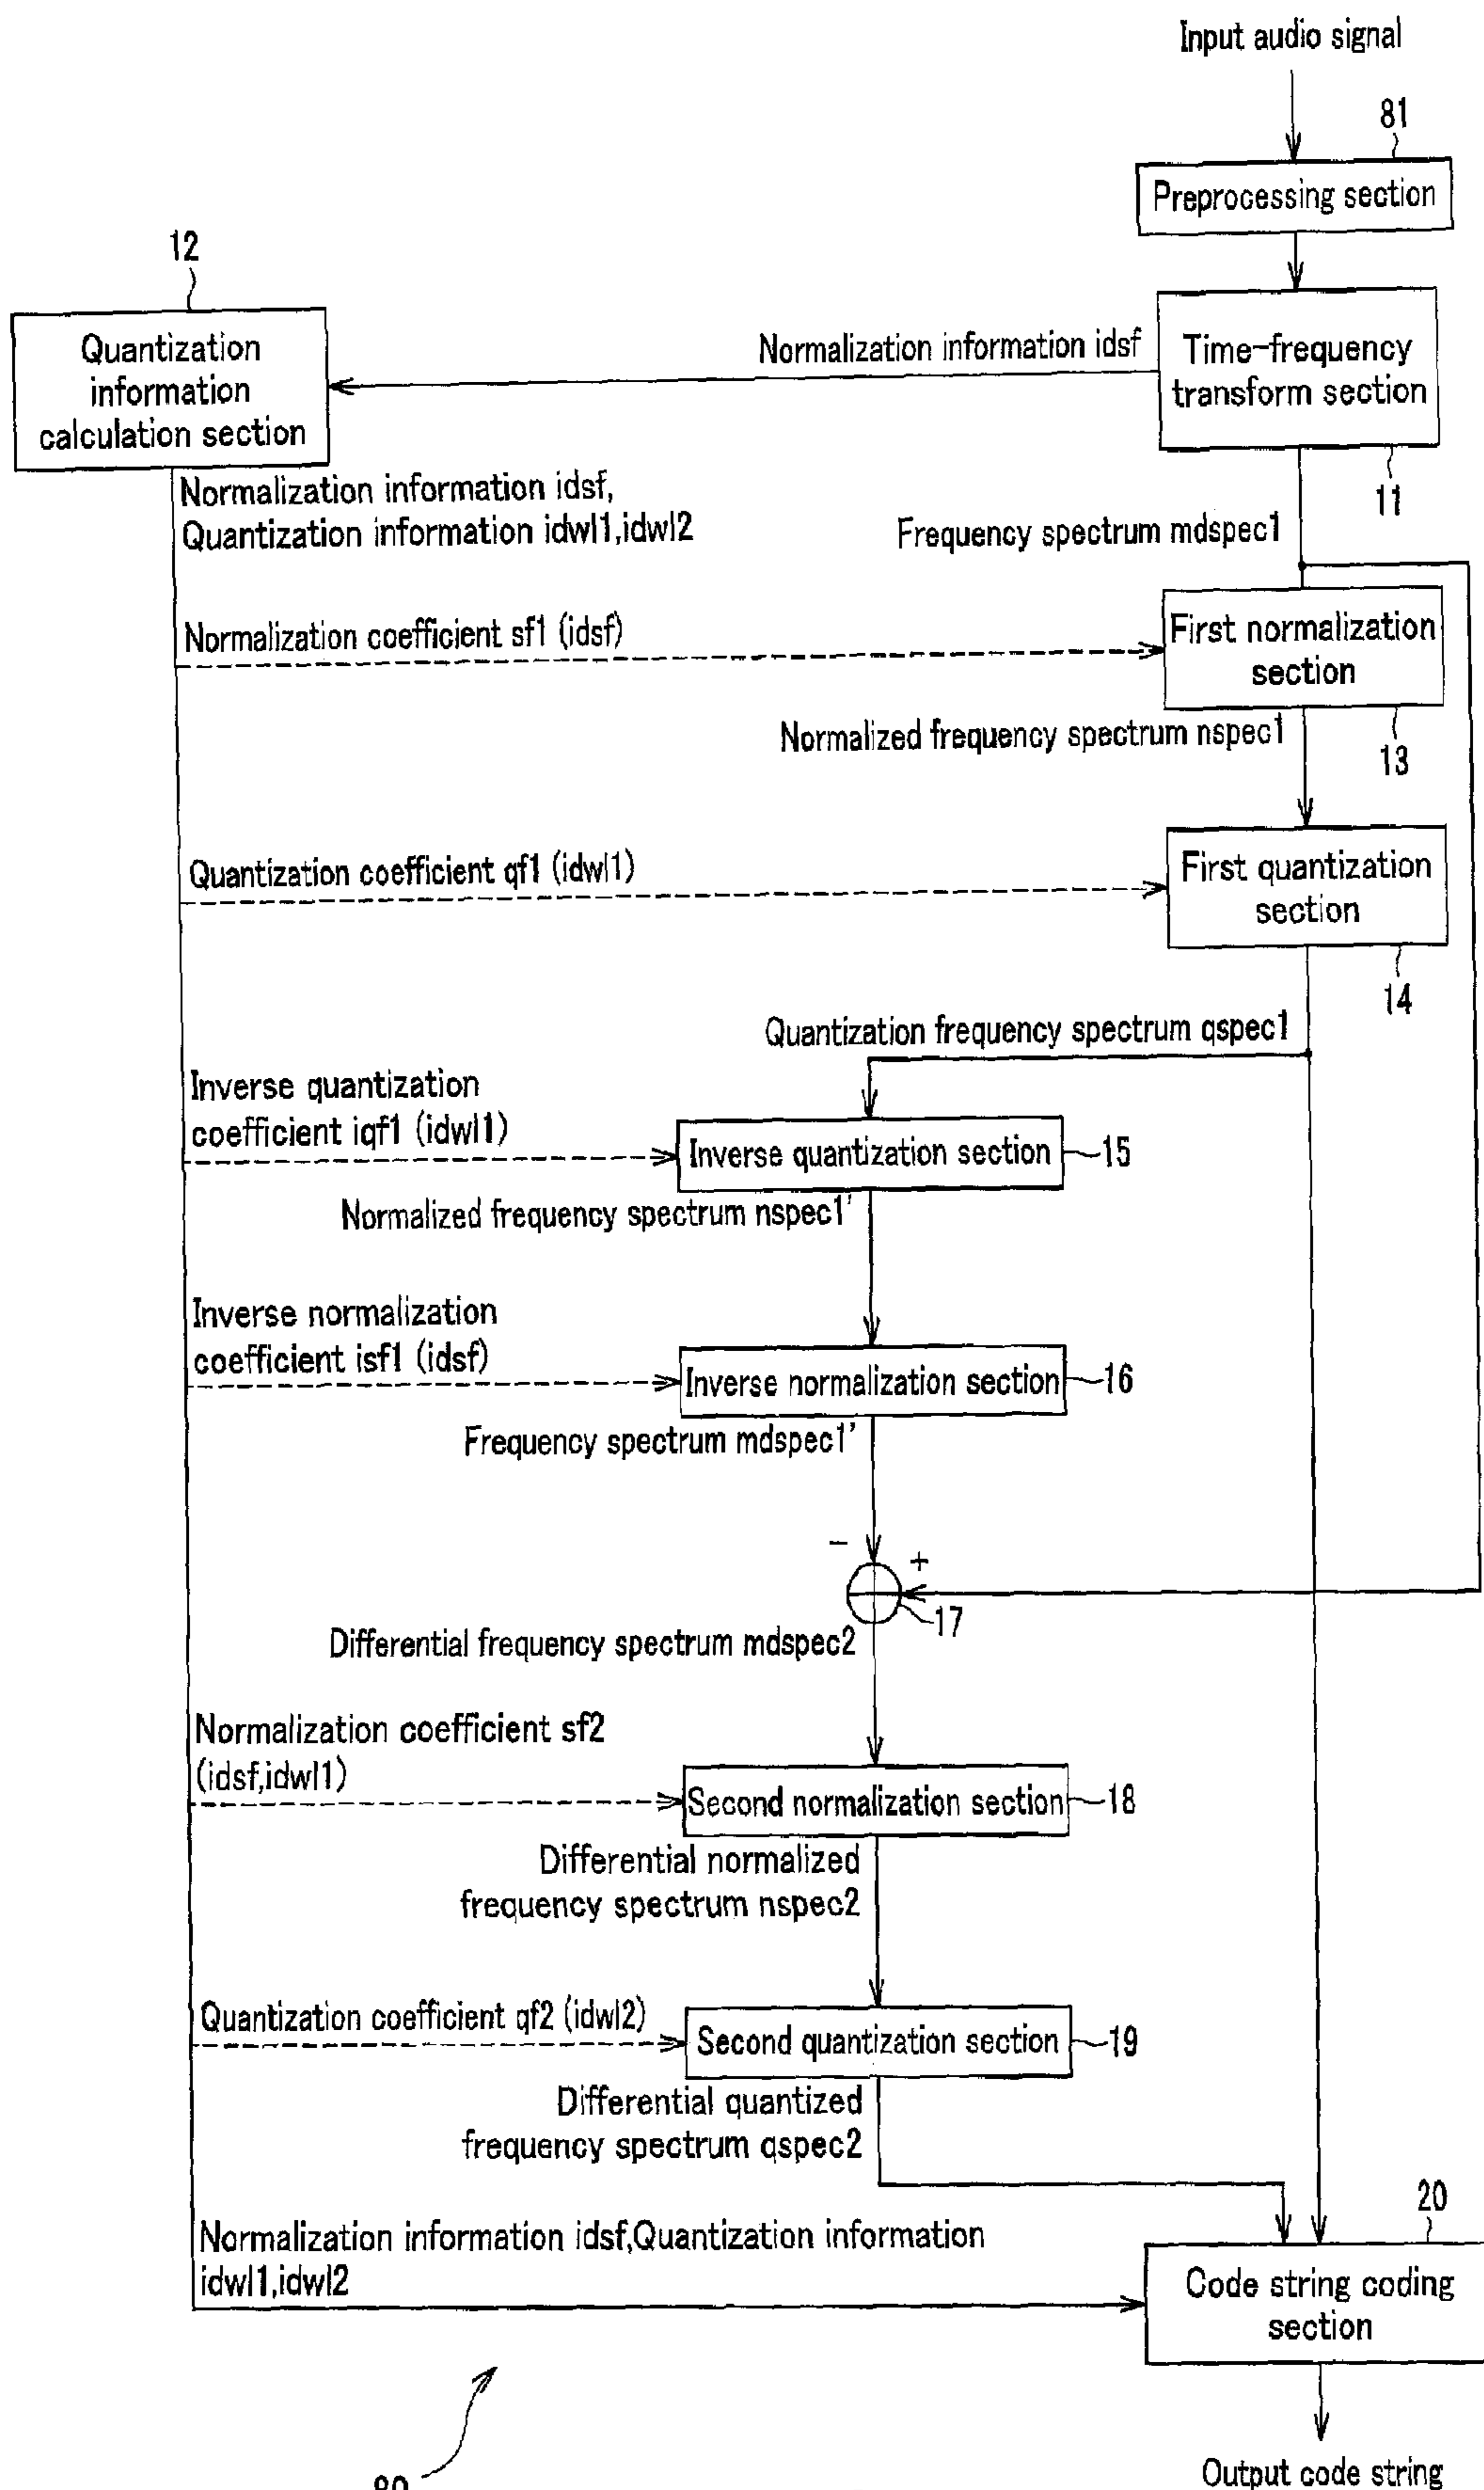 Input audio signal
81
Preprocessing section
12
Quantization
information
calculation section
Normalization information idsf
Time-frequency
transform section
11
Normalization information idsf,
Quantization information idwl1,idwl2
Frequency spectrum mdspec1
Normalization coefficient sf1 (idsf)
First normalization
section
13
Normalized frequency spectrum nspec1
Quantization coefficient qf1 (idwl1)
First quantization
section
14
Quantization frequency spectrum qspec1
Inverse quantization
coefficient iqf1 (idwl1)
Inverse quantization section
15
Normalized frequency spectrum nspec1'
Inverse normalization
coefficient isf1 (idsf)
Inverse normalization section
16
Frequency spectrum mdspec1'
-
+
17
Differential frequency spectrum mdspec2
Normalization coefficient sf2
(idsf,idwl1)
Second normalization section
18
Differential normalized
frequency spectrum nspec2
Quantization coefficient qf2 (idwl2)
Second quantization section
19
Differential quantized
frequency spectrum qspec2
20
Normalization information idsf,Quantization information
idwl1,idwl2
Code string coding
section
Output code string